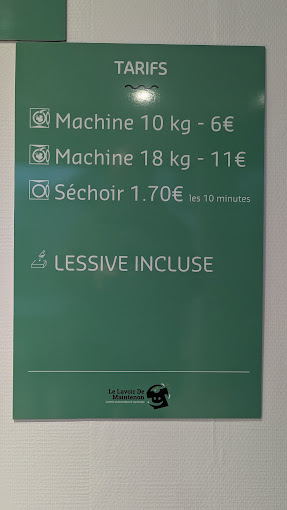 TARIFS
Machine 10 kg - 6€
Machine 18 kg - 11€
Séchoir 1.70€ les 10 minutes
LESSIVE INCLUSE
Le Lavoir De
Maintenon